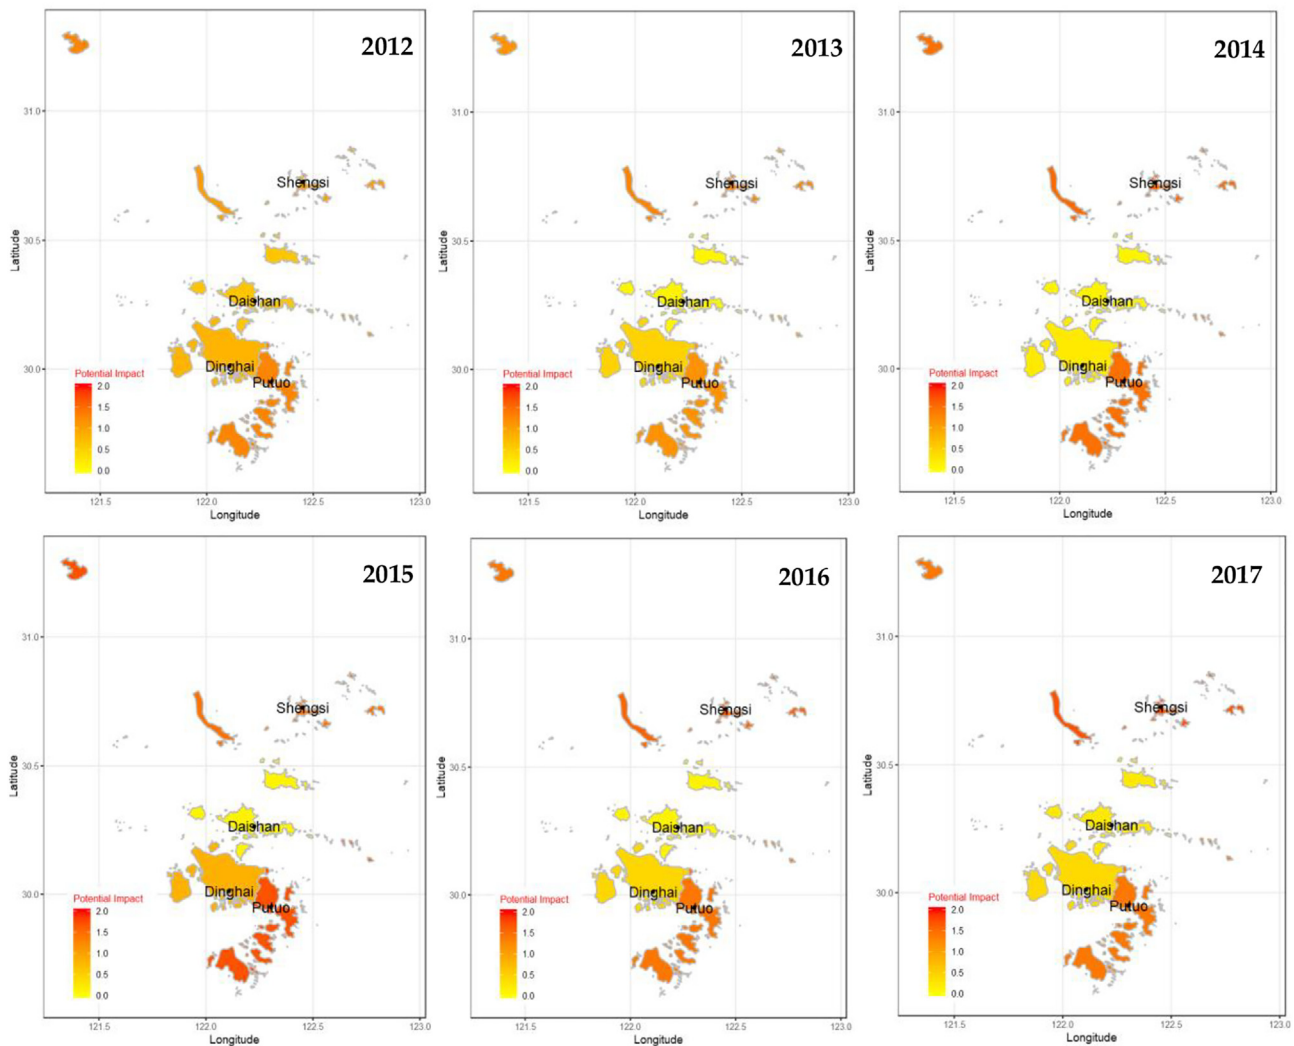 2012
31.0
Shengsi
30.5
Latitude
Daishan
Dinghai
30.0
Putuo
Potential Impact
2.0
1.5
1.0
0.5
0.0
121.5 122.0 122.5 123.0
Longitude
2013
31.0
Shengsi
30.5
Latitude
Daishan
Dinghai
30.0
Putuo
Potential Impact
2.0
1.5
1.0
0.5
0.0
121.5 122.0 122.5 123.0
Longitude
2014
31.0
Shengsi
30.5
Latitude
Daishan
Dinghai
30.0
Putuo
Potential Impact
2.0
1.5
1.0
0.5
0.0
121.5 122.0 122.5 123.0
Longitude
2015
31.0
Shengsi
30.5
Latitude
Daishan
Dinghai
30.0
Putuo
Potential Impact
2.0
1.5
1.0
0.5
0.0
121.5 122.0 122.5 123.0
Longitude
2016
31.0
Shengsi
30.5
Latitude
Daishan
Dinghai
30.0
Putuo
Potential Impact
2.0
1.5
1.0
0.5
0.0
121.5 122.0 122.5 123.0
Longitude
2017
31.0
Shengsi
30.5
Latitude
Daishan
Dinghai
30.0
Putuo
Potential Impact
2.0
1.5
1.0
0.5
0.0
121.5 122.0 122.5 123.0
Longitude